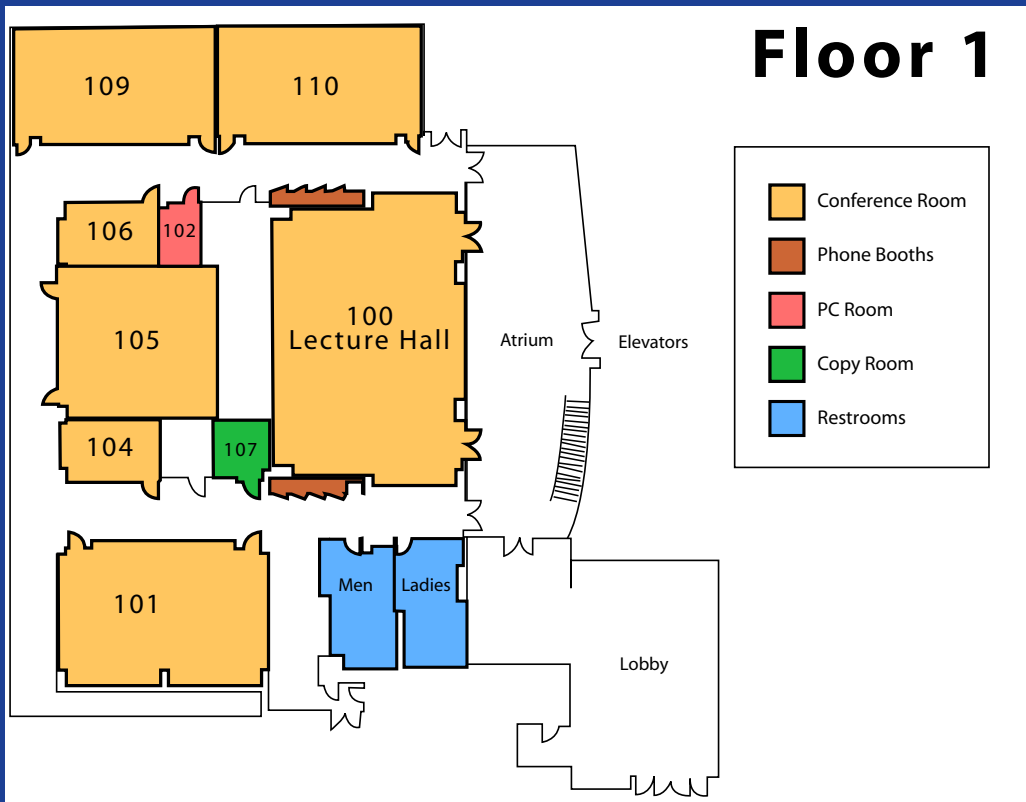 Floor 1
109
110
106
102
105
100
Lecture Hall
104
107
101
Men
Ladies
Atrium
Elevators
Lobby
Conference Room
Phone Booths
PC Room
Copy Room
Restrooms